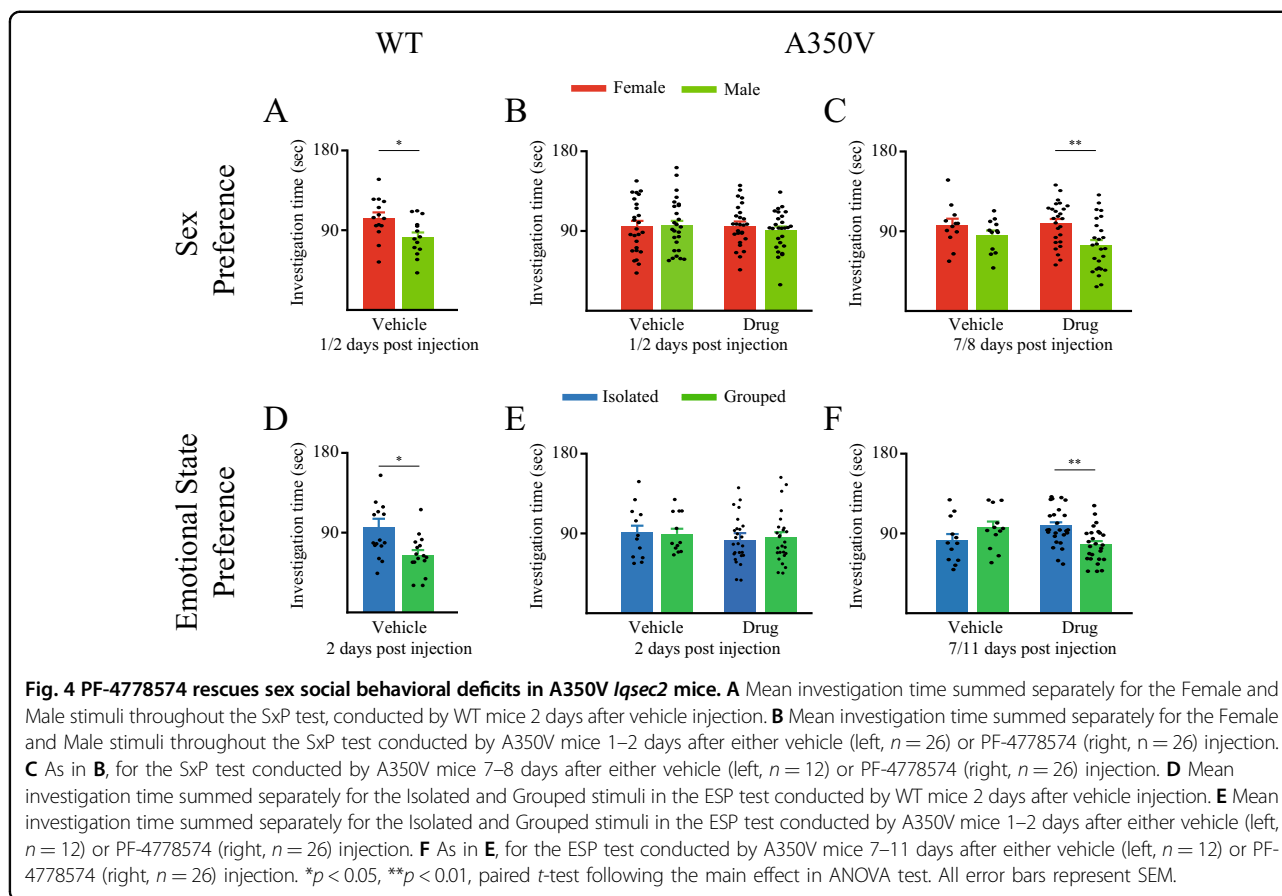 WT
A350V
Female Male
A
B
C
Sex
Preference
Investigation time (sec)
180
90
*
Vehicle
1/2 days post injection
Investigation time (sec)
180
90
Vehicle Drug
1/2 days post injection
Investigation time (sec)
180
90
**
Vehicle Drug
7/8 days post injection
Isolated Grouped
D
E
F
Emotional State
Preference
Investigation time (sec)
180
90
*
Vehicle
2 days post injection
Investigation time (sec)
180
90
Vehicle Drug
2 days post injection
Investigation time (sec)
180
90
**
Vehicle Drug
7/11 days post injection
Fig. 4 PF-4778574 rescues sex social behavioral deficits in A350V Iqsec2 mice. A Mean investigation time summed separately for the Female and
Male stimuli throughout the SxP test, conducted by WT mice 2 days after vehicle injection. B Mean investigation time summed separately for the Female
and Male stimuli throughout the SxP test conducted by A350V mice 1–2 days after either vehicle (left, n = 26) or PF-4778574 (right, n = 26) injection.
C As in B, for the SxP test conducted by A350V mice 7–8 days after either vehicle (left, n = 12) or PF-4778574 (right, n = 26) injection. D Mean
investigation time summed separately for the Isolated and Grouped stimuli in the ESP test conducted by WT mice 2 days after vehicle injection. E Mean
investigation time summed separately for the Isolated and Grouped stimuli in the ESP test conducted by A350V mice 1–2 days after either vehicle (left,
n = 12) or PF-4778574 (right, n = 26) injection. F As in E, for the ESP test conducted by A350V mice 7–11 days after either vehicle (left, n = 12) or PF-
4778574 (right, n = 26) injection. *p < 0.05, **p < 0.01, paired t-test following the main effect in ANOVA test. All error bars represent SEM.